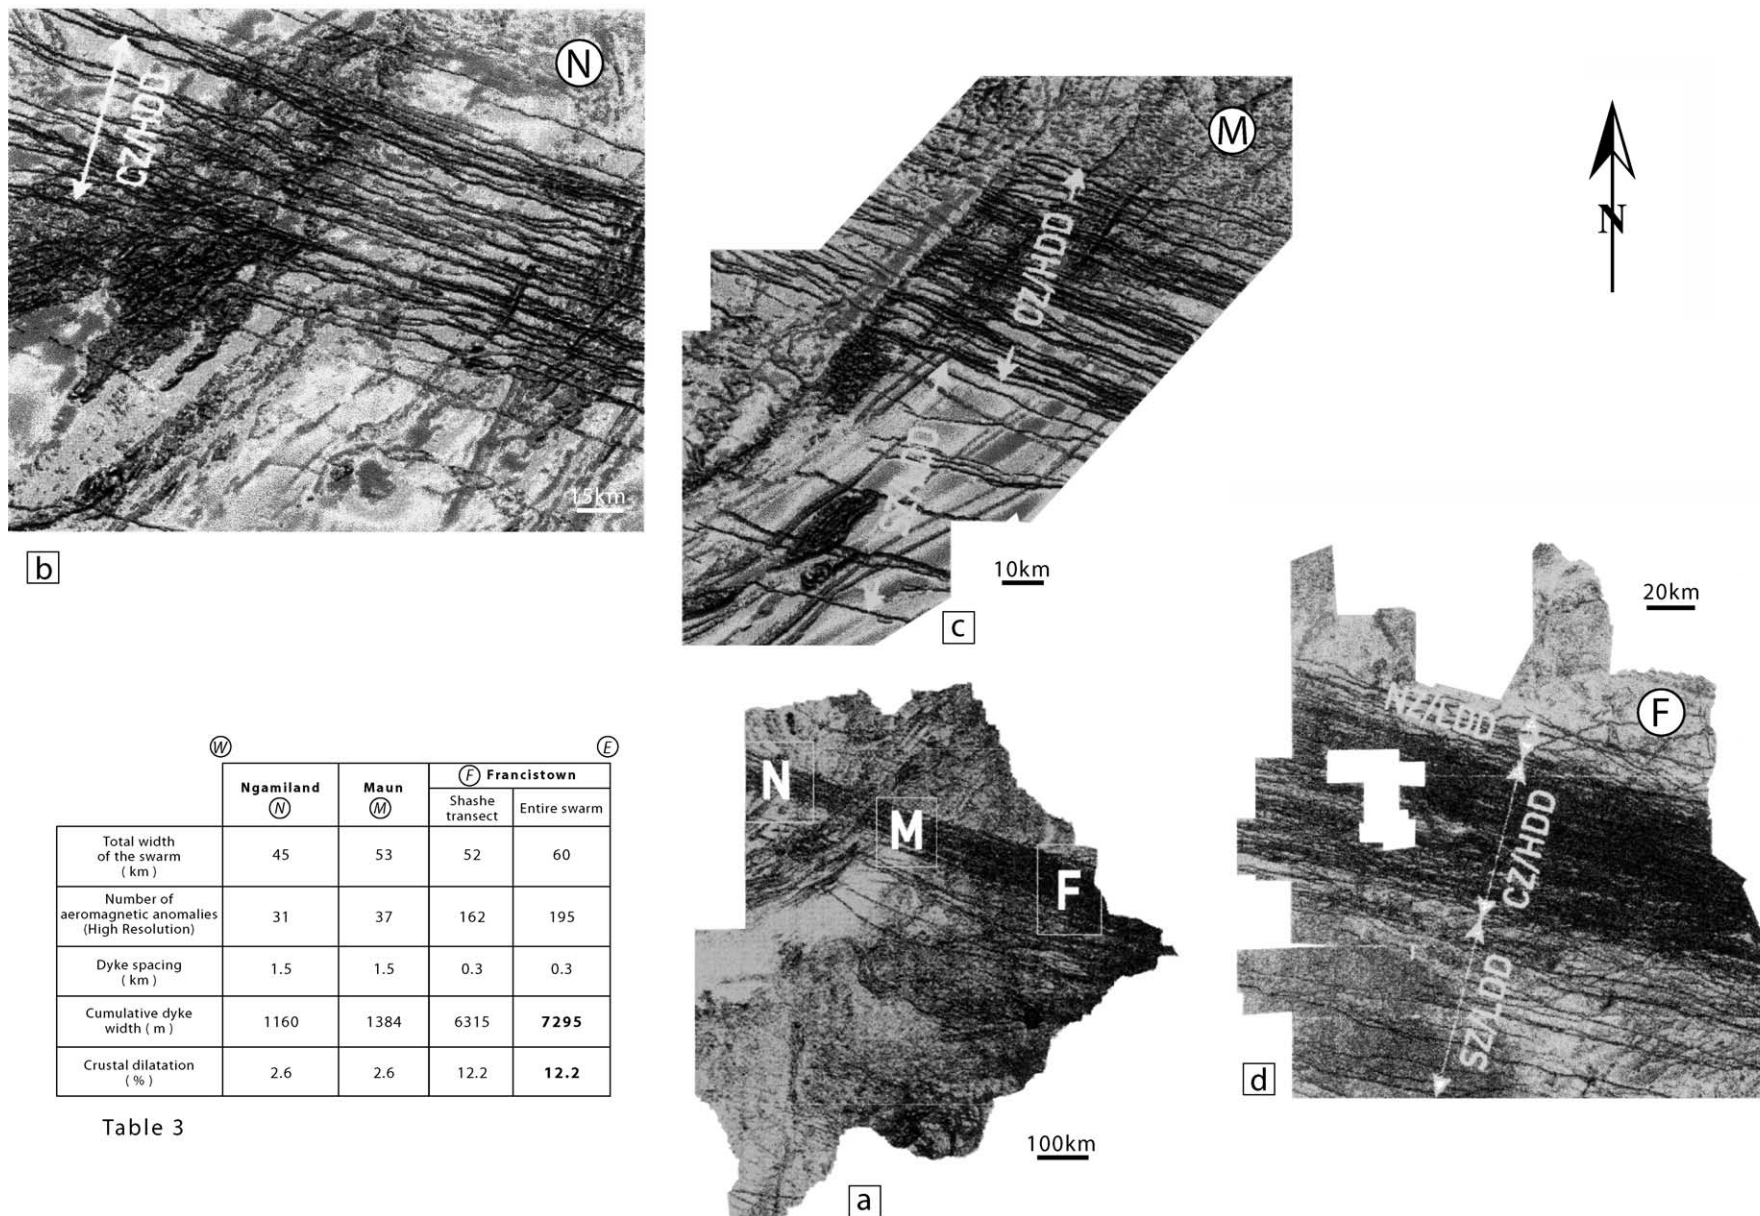 N
CZ/HDD
15km
b
M
CZ/HDD
10km
c
N
20km
NZ/LDD
F
CZ/HDD
SZ/LDD
d
N
M
F
100km
a
W E
Ngamiland Maun F Francistown
N M Shashe transect Entire swarm
Total width
of the swarm
( km ) 45 53 52 60
Number of
aeromagnetic anomalies
(High Resolution) 31 37 162 195
Dyke spacing
( km ) 1.5 1.5 0.3 0.3
Cumulative dyke
width ( m ) 1160 1384 6315 7295
Crustal dilatation
( % ) 2.6 2.6 12.2 12.2
Table 3